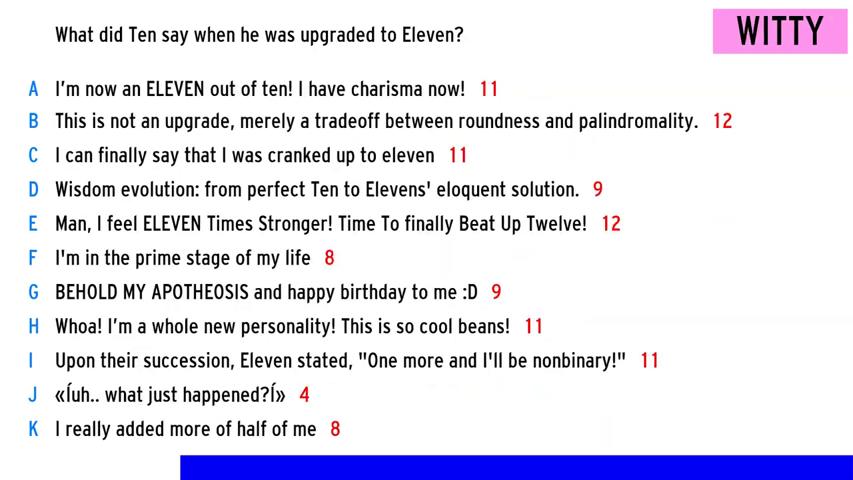 What did Ten say when he was upgraded to Eleven?
WITTY
A I'm now an ELEVEN out of ten! I have charisma now! 11
B This is not an upgrade, merely a tradeoff between roundness and palindromality. 12
C I can finally say that I was cranked up to eleven 11
D Wisdom evolution: from perfect Ten to Elevens' eloquent solution. 9
E Man, I feel ELEVEN Times Stronger! Time To finally Beat Up Twelve! 12
F I'm in the prime stage of my life 8
G BEHOLD MY APOTHEOSIS and happy birthday to me :D 9
H Whoa! I'm a whole new personality! This is so cool beans! 11
I Upon their succession, Eleven stated, "One more and I'll be nonbinary!" 11
J «Íuh.. what just happened?Í» 4
K I really added more of half of me 8